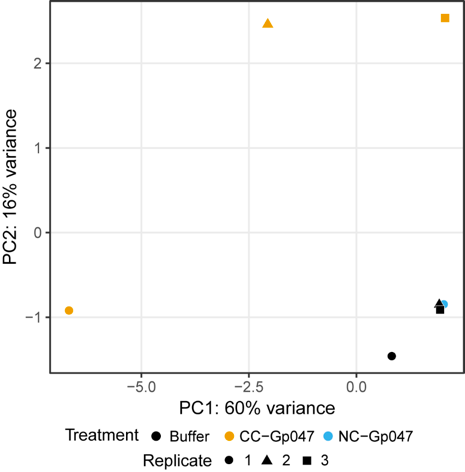 PC2: 16% variance
2
1
0
−1
−5.0
−2.5
0.0
PC1: 60% variance
Treatment Buffer CC−Gp047 NC−Gp047
Replicate 1 2 3